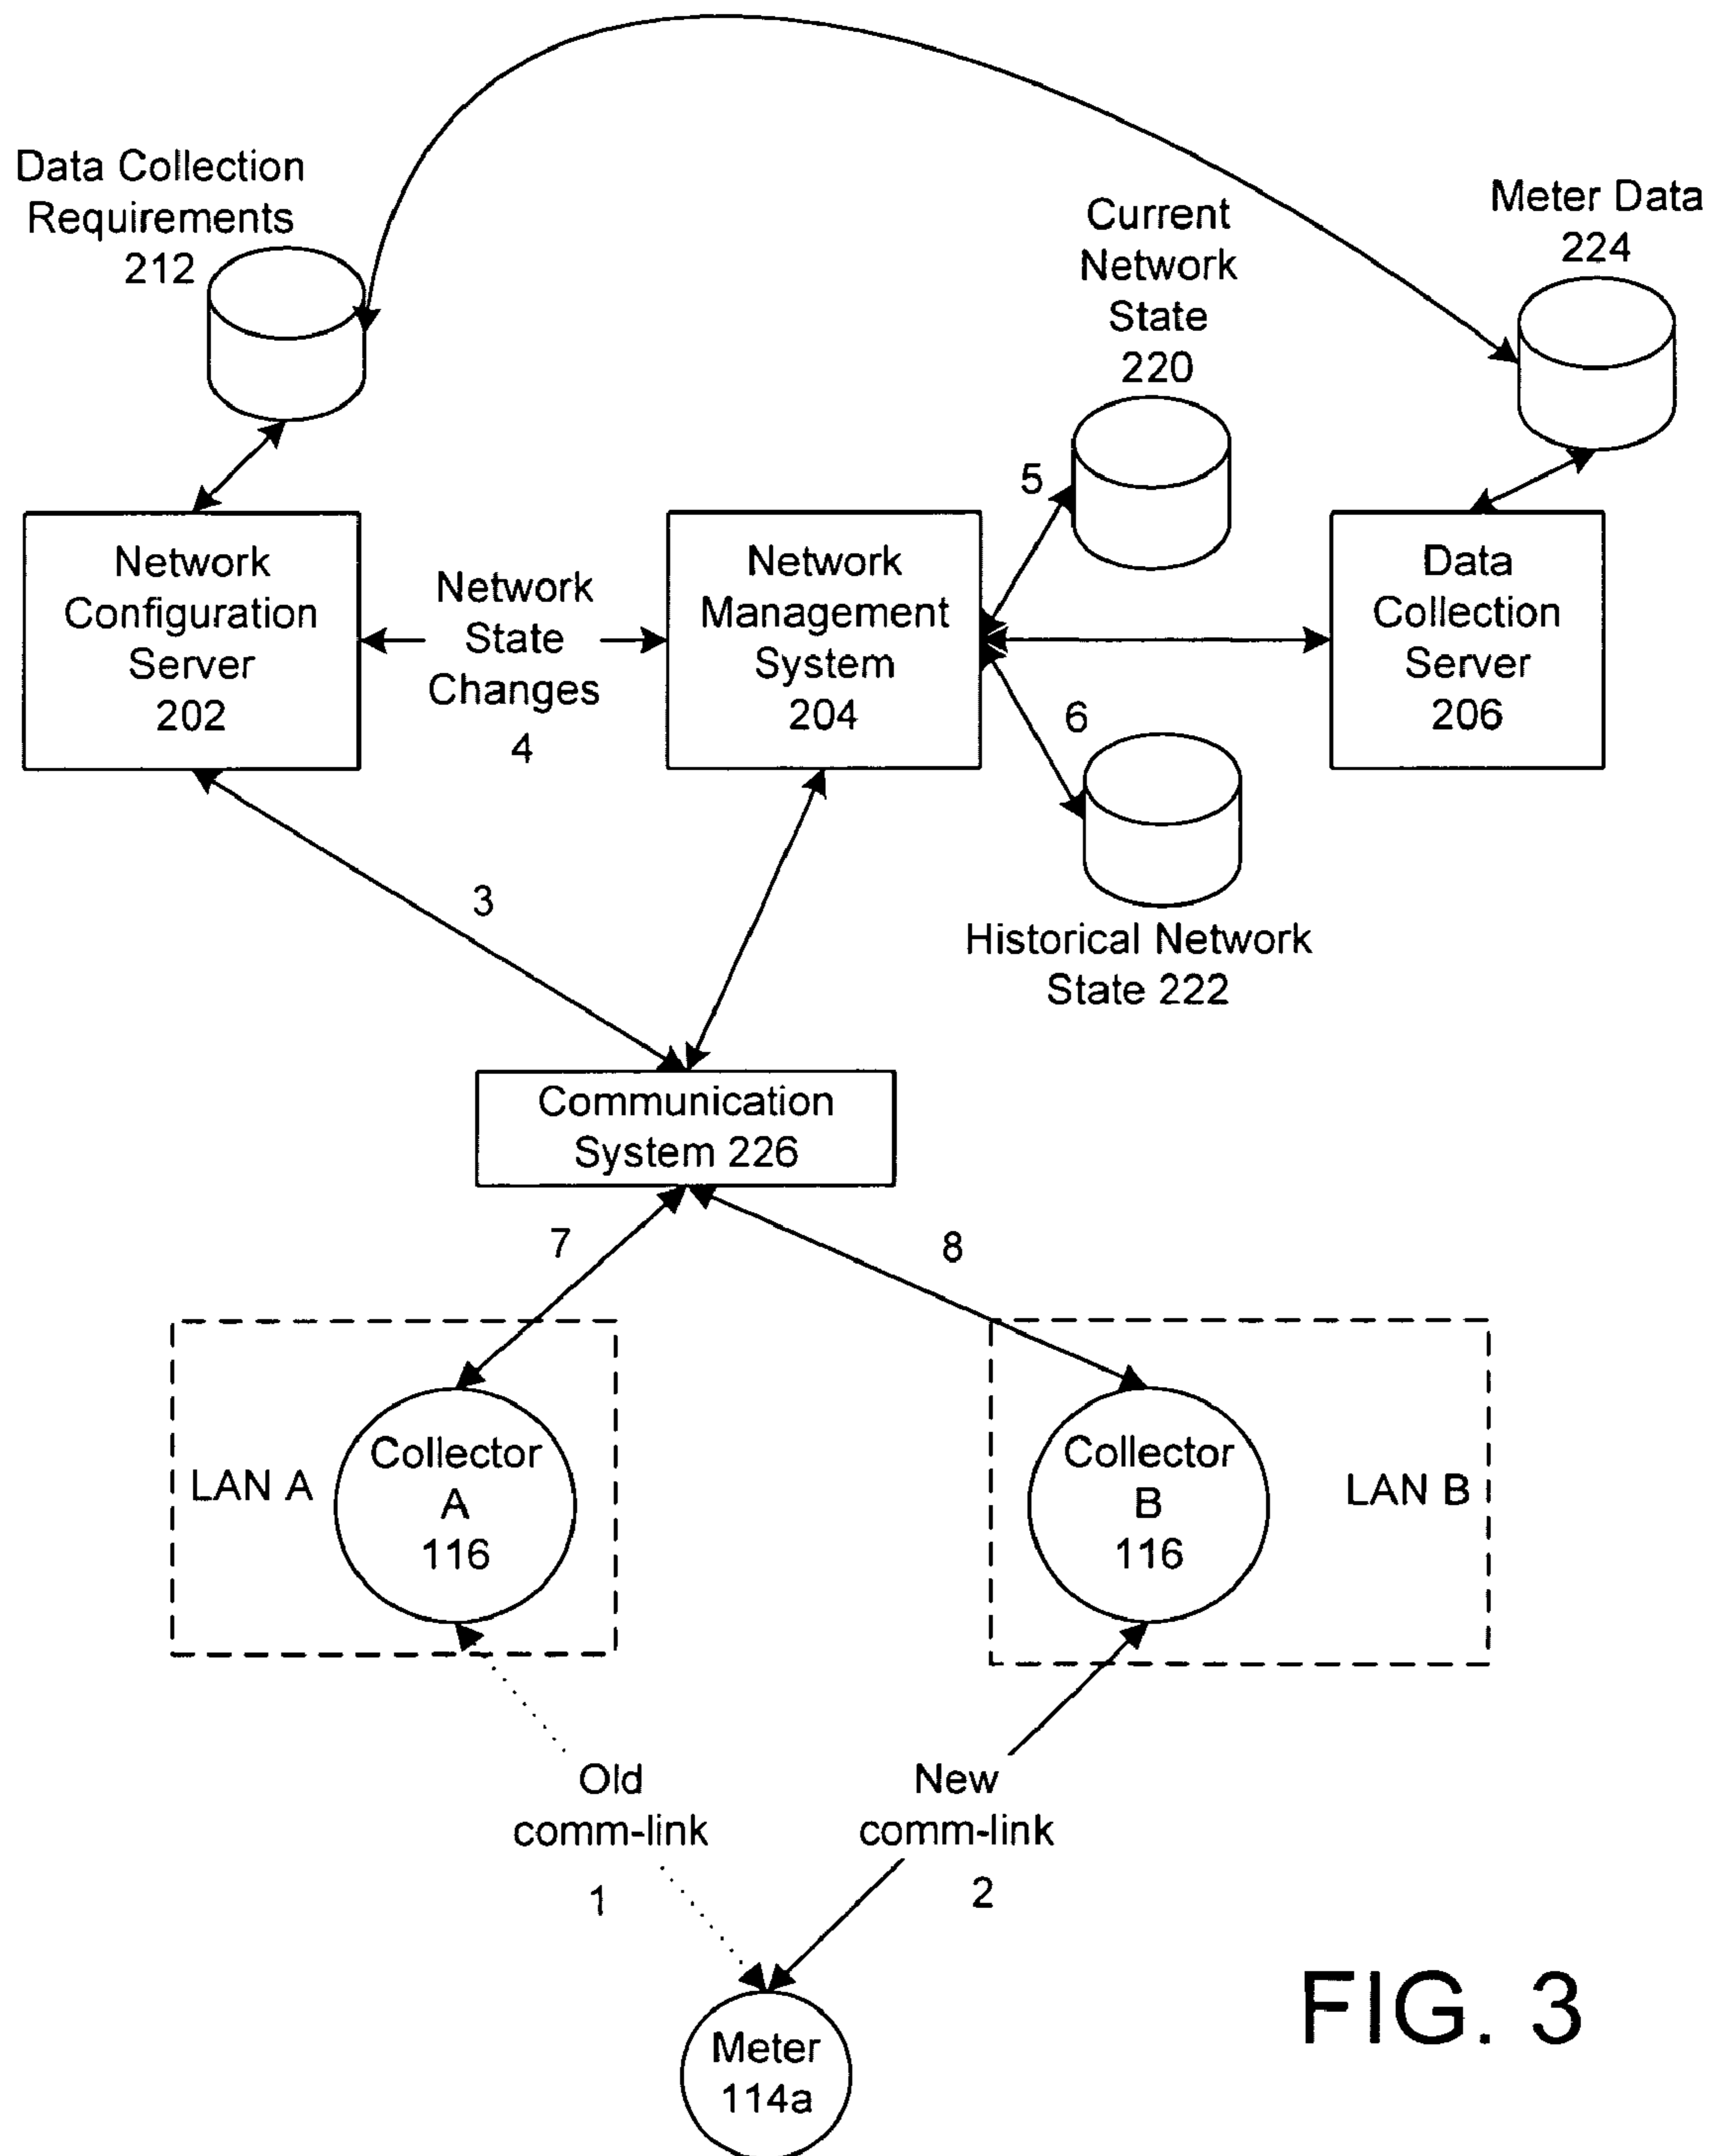 Data Collection
Requirements
212
Current
Network
State
220
Meter Data
224
5
Network
Configuration
Server
202
Network
State
Changes
4
Network
Management
System
204
Data
Collection
Server
206
6
Historical Network
State 222
3
Communication
System 226
7
8
LAN A
Collector
A
116
Collector
B
116
LAN B
Old
comm-link
1
New
comm-link
2
Meter
114a
FIG. 3